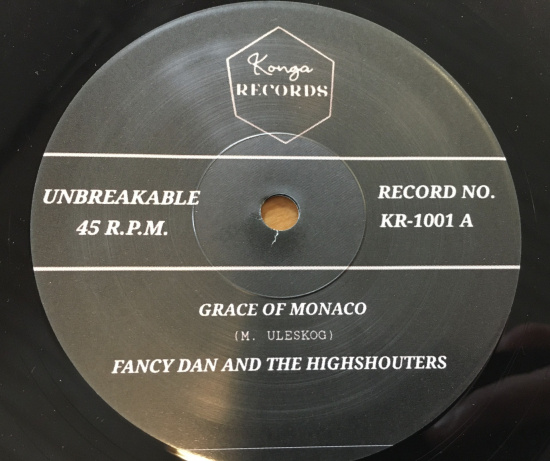 Konga
RECORDS
UNBREAKABLE
45 R.P.M.
RECORD NO.
KR-1001 A
GRACE OF MONACO
(M. ULESKOG)
FANCY DAN AND THE HIGHSHOUTERS